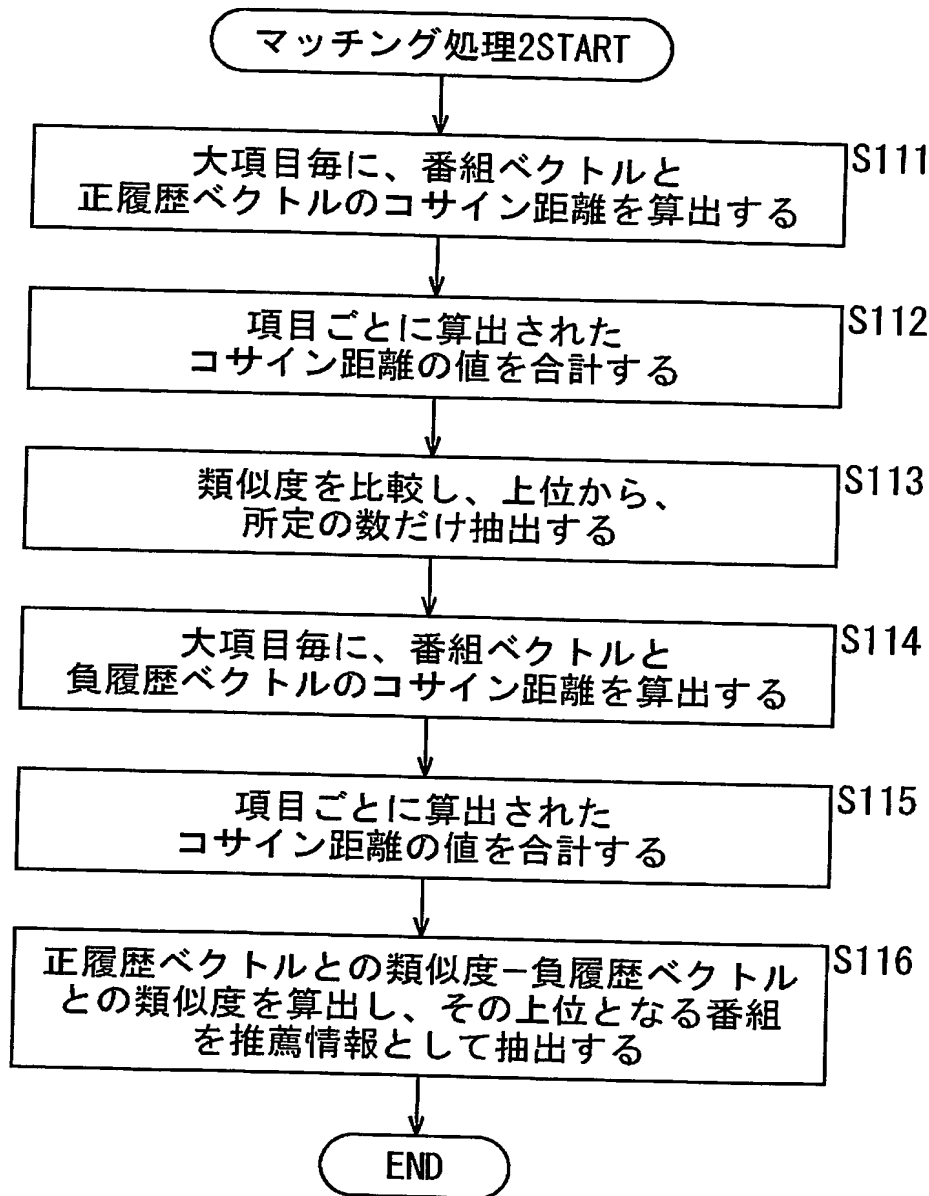 マッチング処理2START
大項目毎に、番組ベクトルと
正履歴ベクトルのコサイン距離を算出する
S111
項目ごとに算出された
コサイン距離の値を合計する
S112
類似度を比較し、上位から、
所定の数だけ抽出する
S113
大項目毎に、番組ベクトルと
負履歴ベクトルのコサイン距離を算出する
S114
項目ごとに算出された
コサイン距離の値を合計する
S115
正履歴ベクトルとの類似度-負履歴ベクトル
との類似度を算出し、その上位となる番組
を推薦情報として抽出する
S116
END